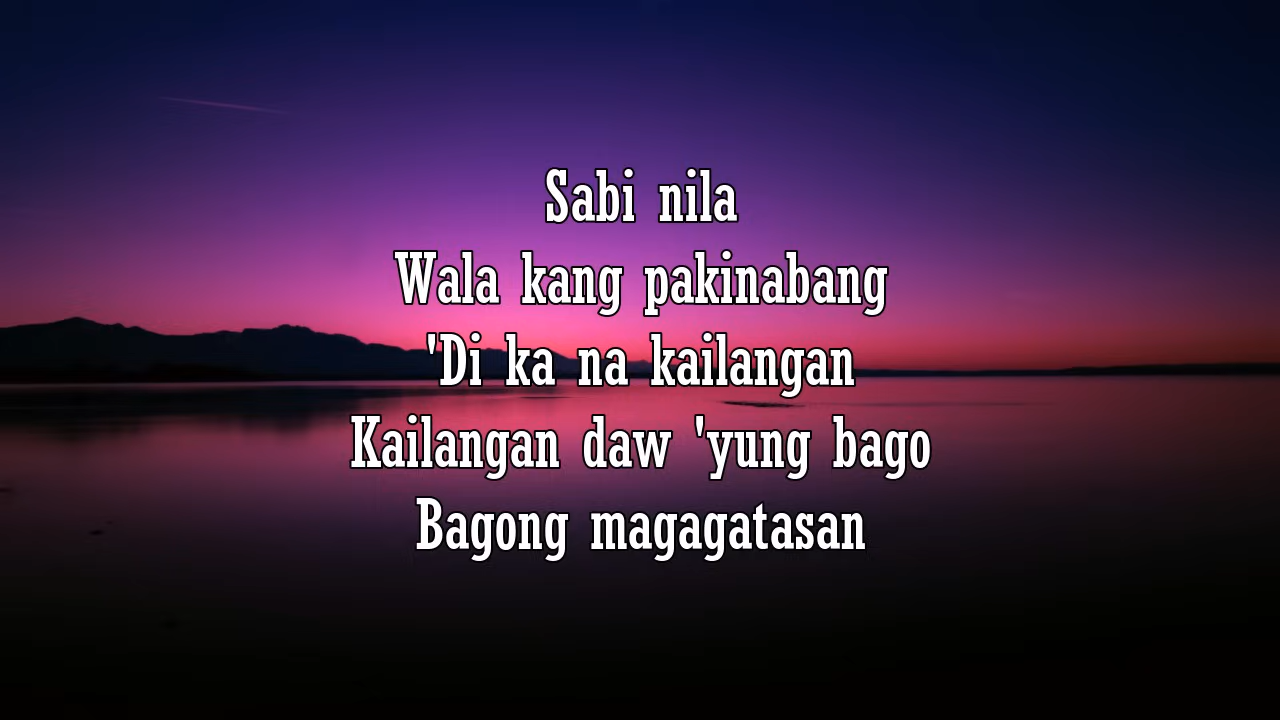 Sabi nila
Wala kang pakinabang
'Di ka na kailangan
Kailangan daw 'yung bago
Bagong magagatasan